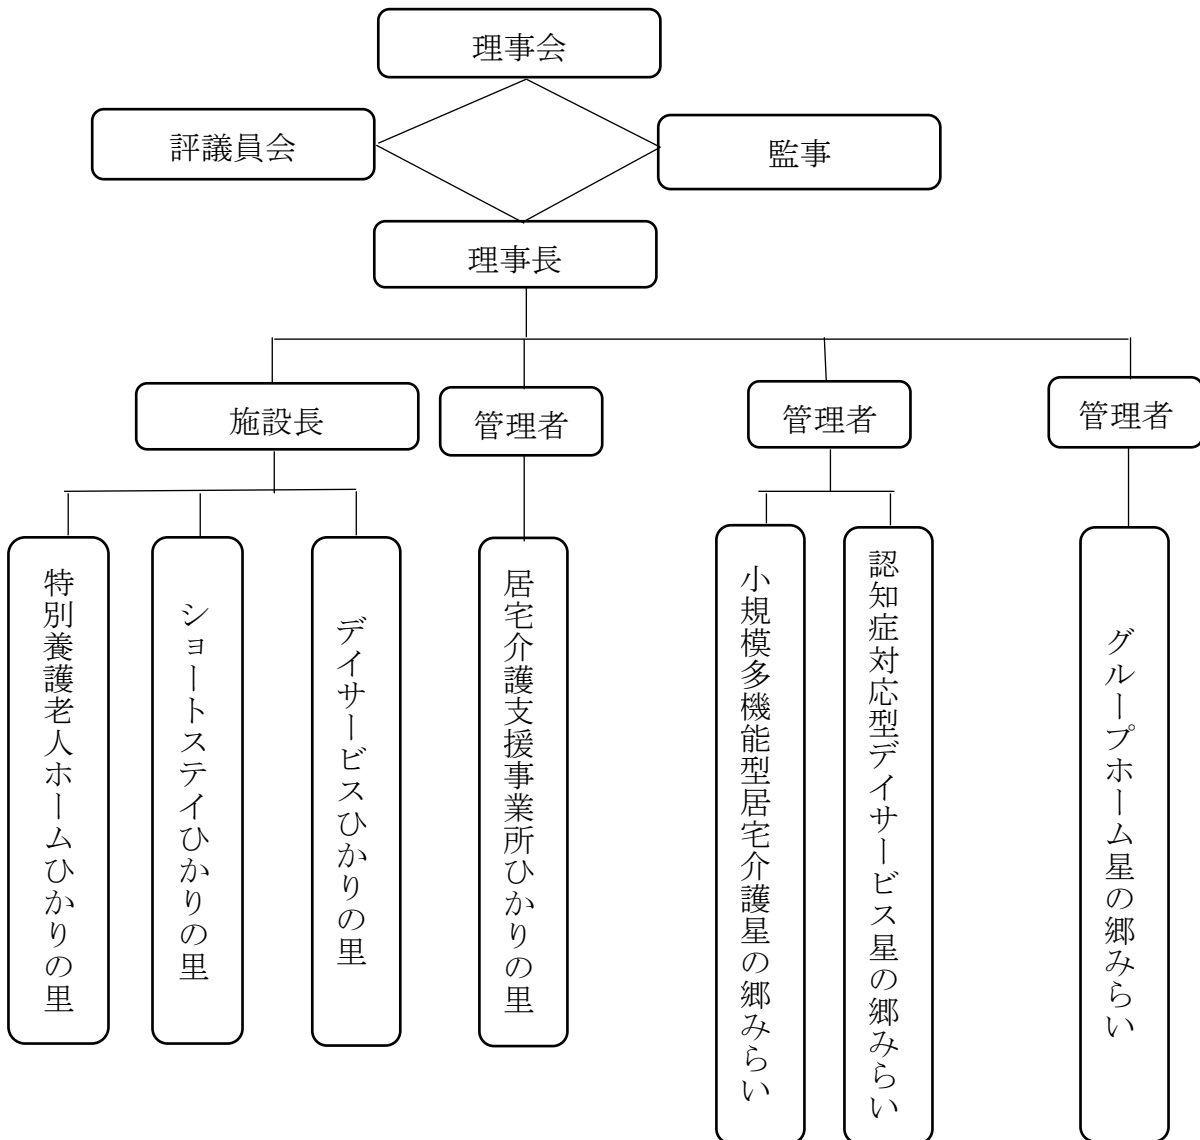 理事会
評議員会
監事
理事長
施設長
管理者
管理者
管理者
特別養護老人ホームひかりの里
ショートステイひかりの里
デイサービスひかりの里
居宅介護支援事業所ひかりの里
小規模多機能型居宅介護星の郷みらい
認知症対応型デイサービス星の郷みらい
グループホーム星の郷みらい